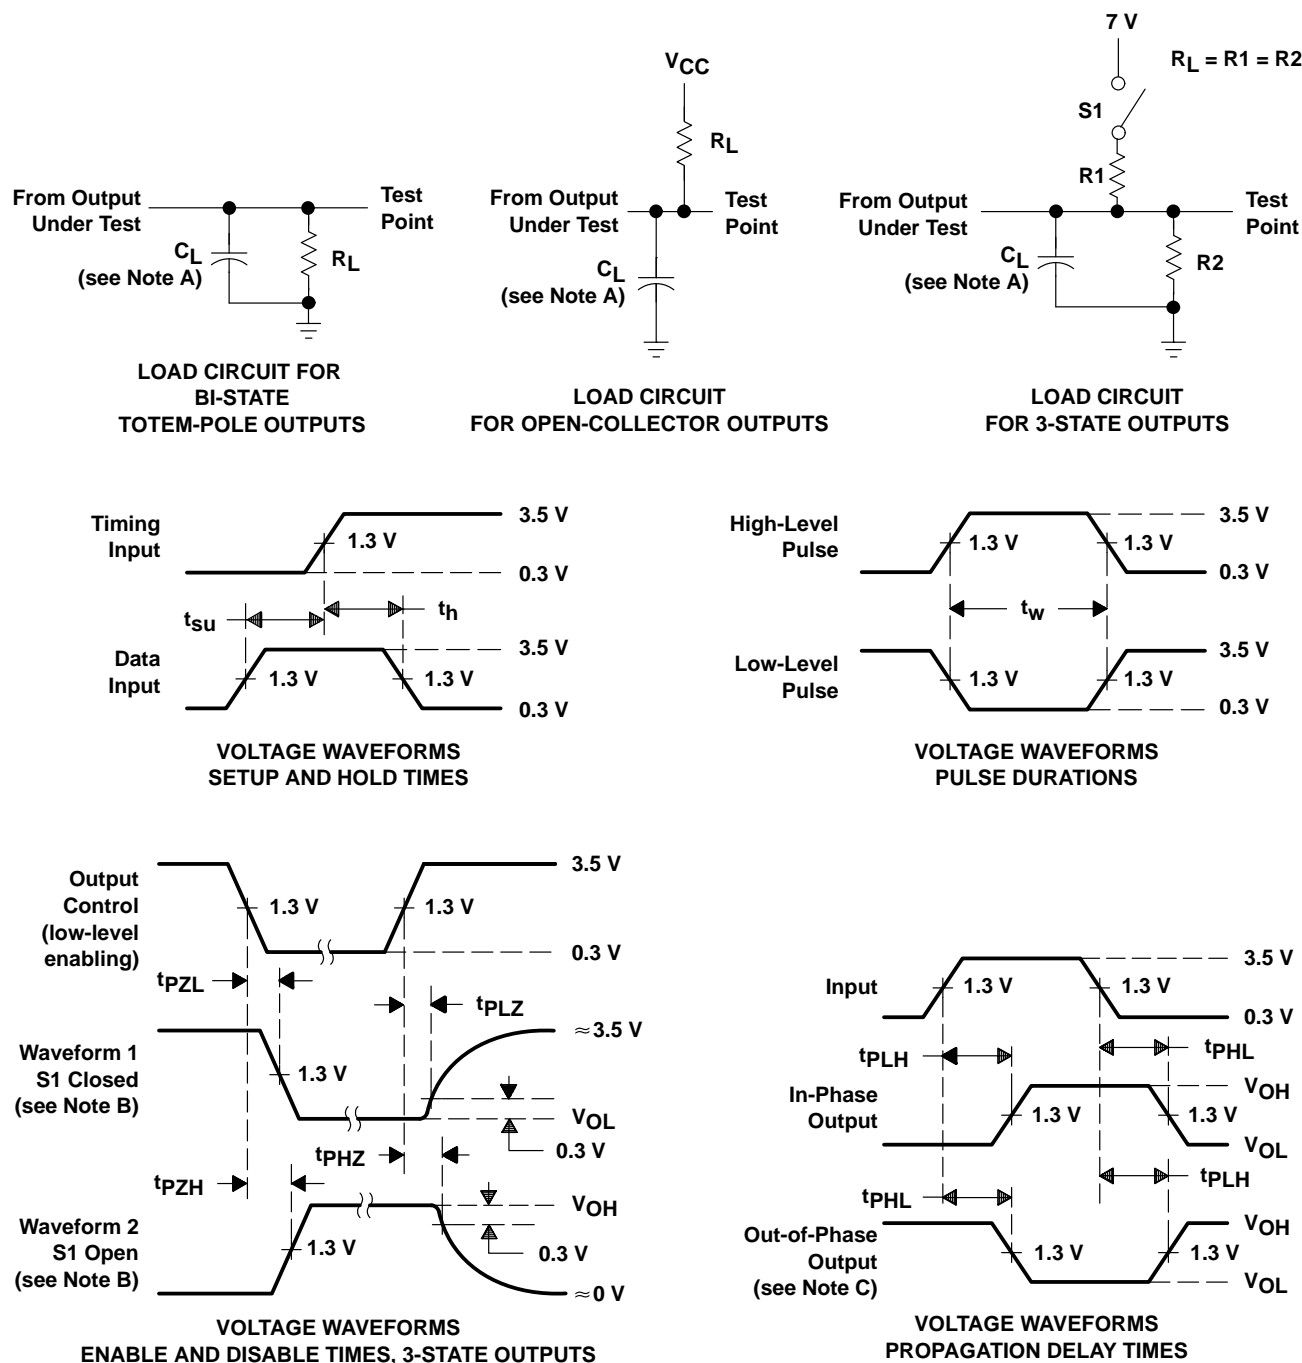 From Output
Under Test
Test
Point
CL
(see Note A)
RL
LOAD CIRCUIT FOR
BI-STATE
TOTEM-POLE OUTPUTS
VCC
RL
From Output
Under Test
Test
Point
CL
(see Note A)
LOAD CIRCUIT
FOR OPEN-COLLECTOR OUTPUTS
7 V
RL = R1 = R2
S1
R1
From Output
Under Test
Test
Point
CL
(see Note A)
R2
LOAD CIRCUIT
FOR 3-STATE OUTPUTS
Timing
Input
1.3 V
3.5 V
0.3 V
tsu
th
Data
Input
1.3 V
1.3 V
3.5 V
0.3 V
VOLTAGE WAVEFORMS
SETUP AND HOLD TIMES
High-Level
Pulse
1.3 V
1.3 V
3.5 V
0.3 V
tw
Low-Level
Pulse
1.3 V
1.3 V
3.5 V
0.3 V
VOLTAGE WAVEFORMS
PULSE DURATIONS
Output
Control
(low-level
enabling)
1.3 V
1.3 V
3.5 V
0.3 V
tPZL
tPLZ
Waveform 1
S1 Closed
(see Note B)
1.3 V
≈3.5 V
VOL
0.3 V
tPHZ
tPZH
Waveform 2
S1 Open
(see Note B)
1.3 V
VOH
0.3 V
≈0 V
VOLTAGE WAVEFORMS
ENABLE AND DISABLE TIMES, 3-STATE OUTPUTS
Input
1.3 V
1.3 V
3.5 V
0.3 V
tPLH
tPHL
In-Phase
Output
1.3 V
1.3 V
VOH
VOL
tPHL
tPLH
Out-of-Phase
Output
(see Note C)
1.3 V
1.3 V
VOH
VOL
VOLTAGE WAVEFORMS
PROPAGATION DELAY TIMES